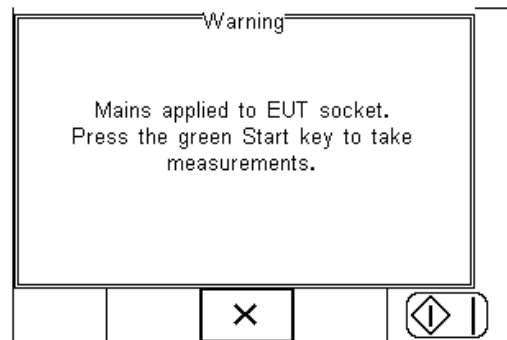 Warning
Mains applied to EUT socket.
Press the green Start key to take
measurements.